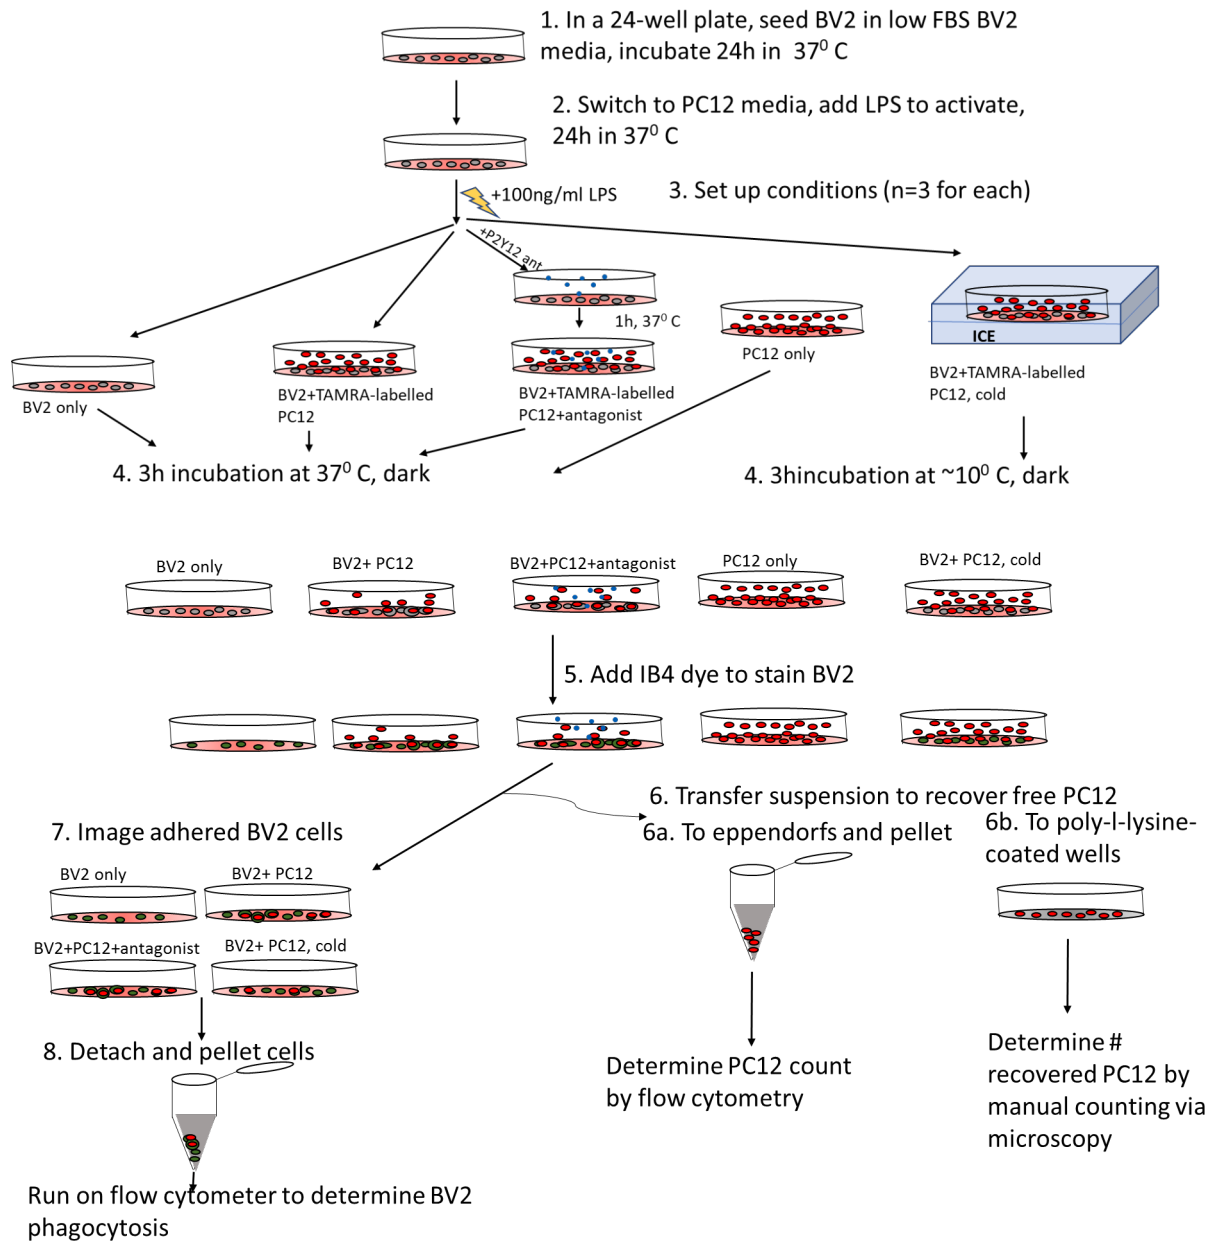 1. In a 24-well plate, seed BV2 in low FBS BV2
media, incubate 24h in 37⁰ C
2. Switch to PC12 media, add LPS to activate,
24h in 37⁰ C
+100ng/ml LPS
3. Set up conditions (n=3 for each)
+P2Y12 ant
1h, 37⁰ C
ICE
BV2 only
BV2+TAMRA-labelled
PC12
BV2+TAMRA-labelled
PC12+antagonist
PC12 only
BV2+TAMRA-labelled
PC12, cold
4. 3h incubation at 37⁰ C, dark
4. 3hincubation at ~10⁰ C, dark
BV2 only
BV2+ PC12
BV2+PC12+antagonist
PC12 only
BV2+ PC12, cold
5. Add IB4 dye to stain BV2
6. Transfer suspension to recover free PC12
6a. To eppendorfs and pellet
6b. To poly-l-lysine-
coated wells
7. Image adhered BV2 cells
BV2 only
BV2+ PC12
BV2+PC12+antagonist
BV2+ PC12, cold
8. Detach and pellet cells
Determine PC12 count
by flow cytometry
Determine #
recovered PC12 by
manual counting via
microscopy
Run on flow cytometer to determine BV2
phagocytosis